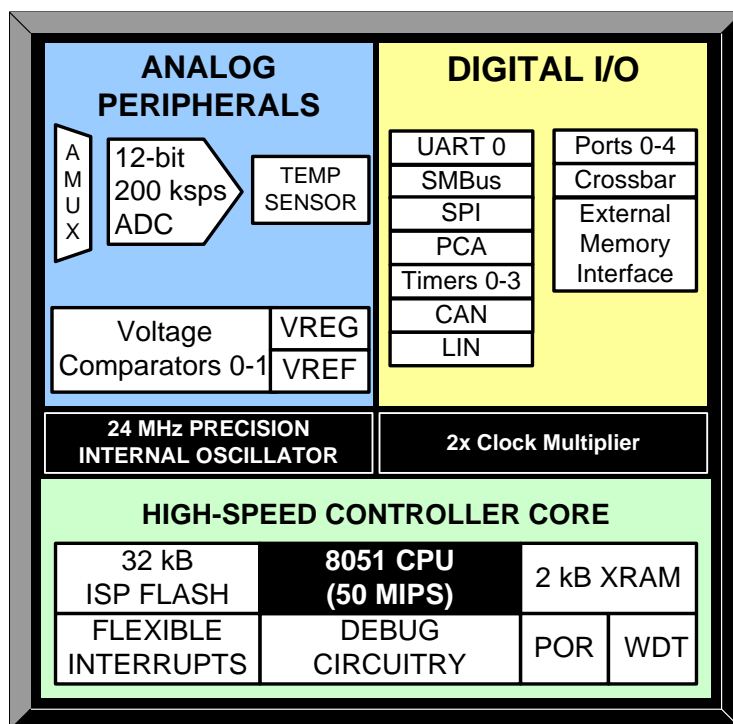 ANALOG
PERIPHERALS
A
M
U
X
12-bit
200 ksps
ADC
TEMP
SENSOR
Voltage
Comparators 0-1
VREG
VREF
DIGITAL I/O
UART 0
SMBus
SPI
PCA
Timers 0-3
CAN
LIN
Ports 0-4
Crossbar
External
Memory
Interface
24 MHz PRECISION
INTERNAL OSCILLATOR
2x Clock Multiplier
HIGH-SPEED CONTROLLER CORE
32 kB
ISP FLASH
8051 CPU
(50 MIPS)
2 kB XRAM
FLEXIBLE
INTERRUPTS
DEBUG
CIRCUITRY
POR
WDT